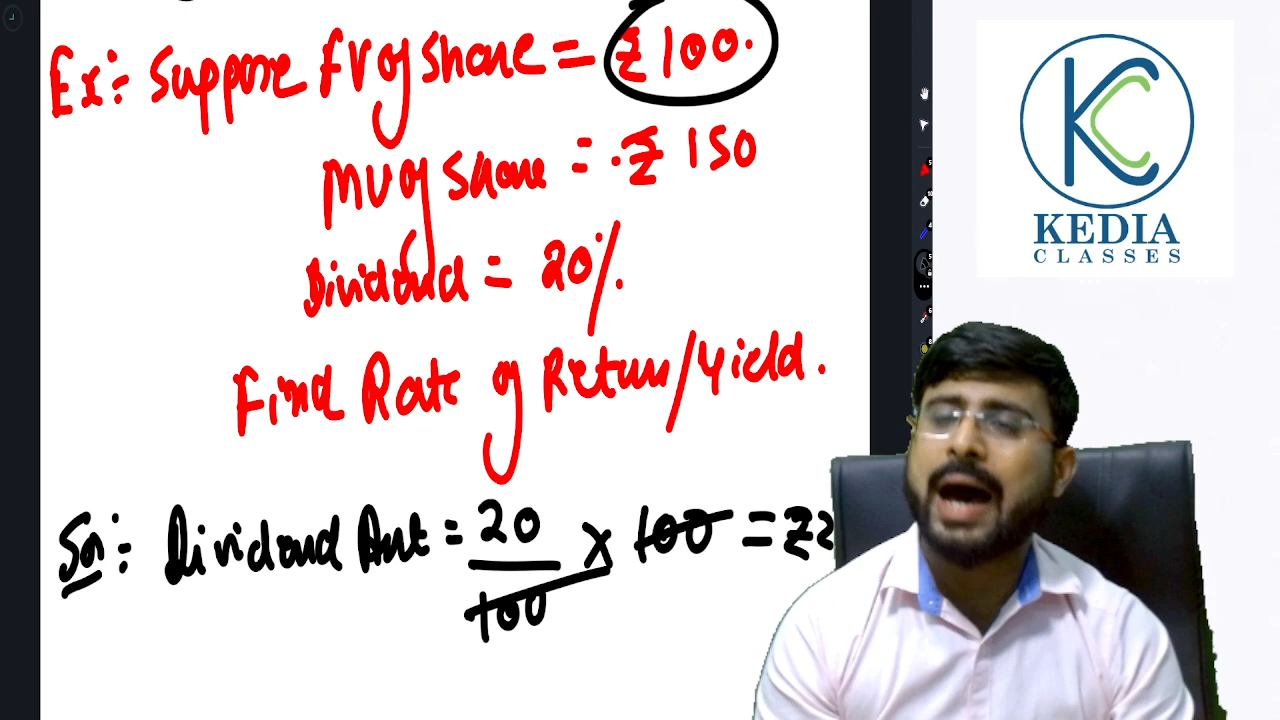 Ex:- Suppose FV of Share = ₹100.
MV of Share = ₹ 150
Dividend = 20%.
Find Rate of Return/Yield.
Sol:- Dividend Amt = 20/100 x 100 = ₹2
KC
KEDIA
CLASSES